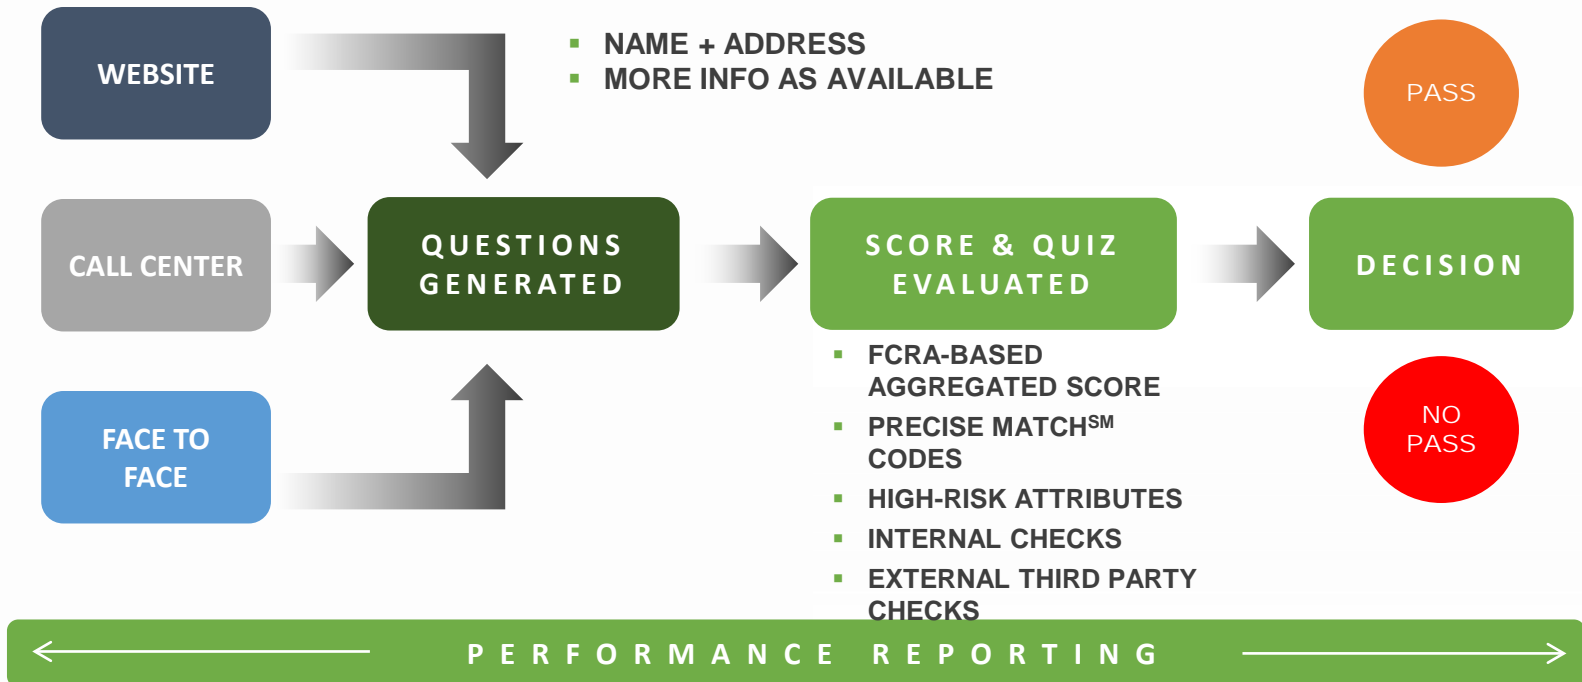 WEBSITE
▪ NAME + ADDRESS
▪ MORE INFO AS AVAILABLE
PASS
CALL CENTER
QUESTIONS
GENERATED
SCORE & QUIZ
EVALUATED
DECISION
▪ FCRA-BASED
AGGREGATED SCORE
▪ PRECISE MATCH℠
CODES
▪ HIGH-RISK ATTRIBUTES
▪ INTERNAL CHECKS
▪ EXTERNAL THIRD PARTY
CHECKS
FACE TO
FACE
NO
PASS
PERFORMANCE REPORTING